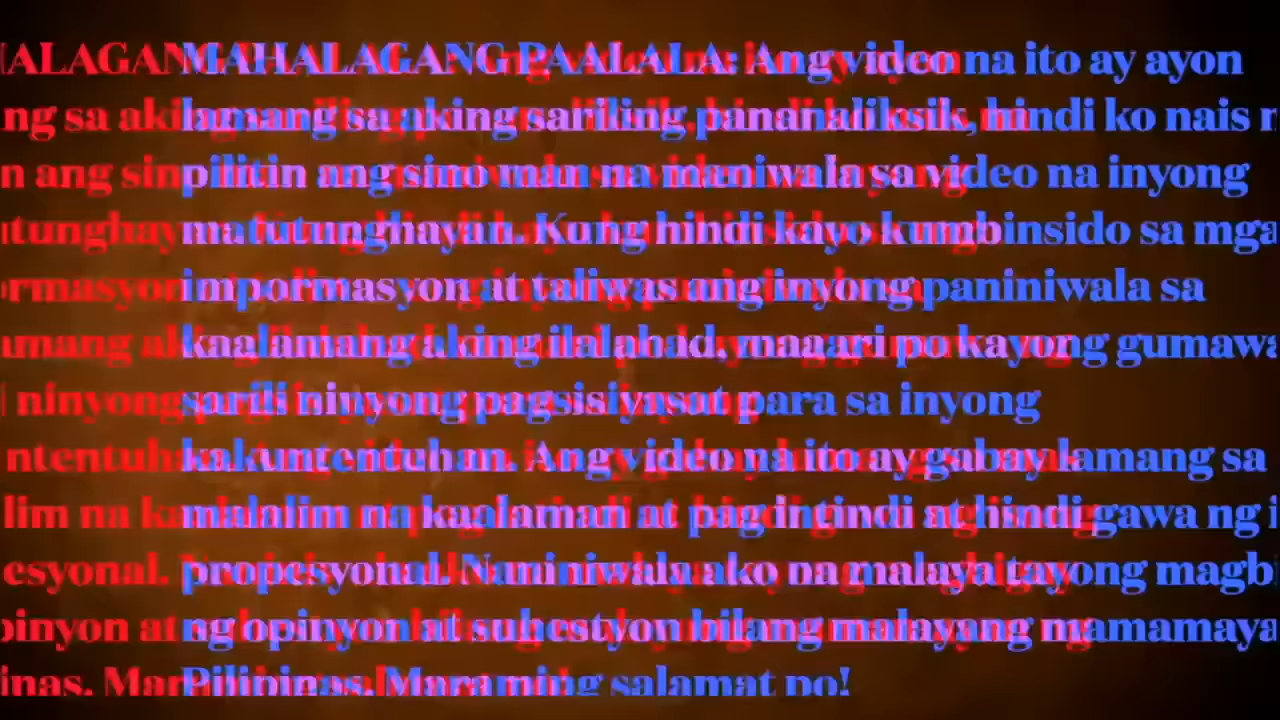 MAHALAGANG PAALALA: Ang video na ito ay ayon
lamang sa aking sariling pananaliksik, hindi ko nais
pilitin ang sino man na maniwala sa video na inyong
matutunghayan. Kung hindi kayo kumbinsido sa mga
impormasyon at taliwas ang inyong paniniwala sa
kaalamang aking ilalahad, maaari po kayong gumawa
sarili ninyong pagsisiyasat para sa inyong
kakuntentuhan. Ang video na ito ay gabay lamang sa
malalim na kaalaman at pag intindi at hindi gawa ng
propesyonal. Naniniwala ako na malaya tayong
ng opinyon at suhestyon bilang malayang
Pilipinas. Maraming salamat po!